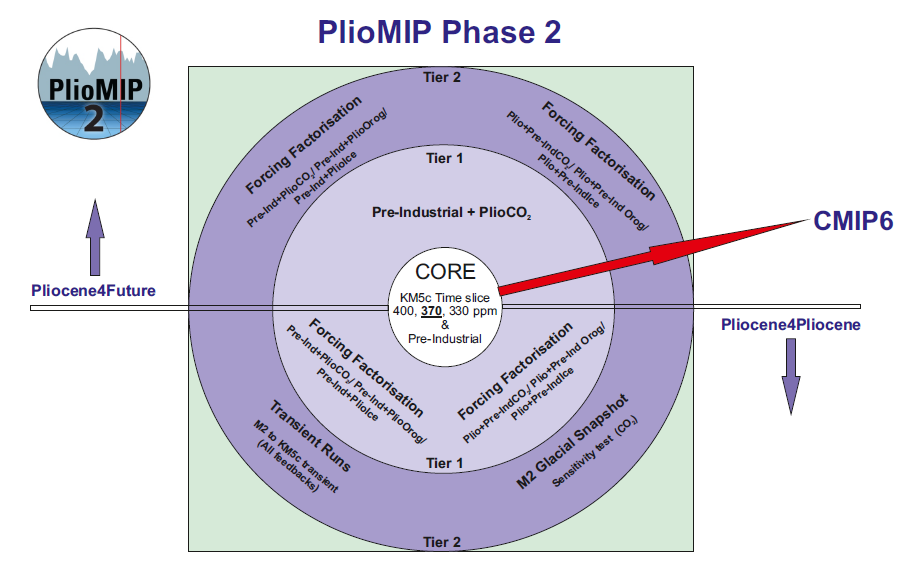 PlioMIP Phase 2
PlioMIP
2
Tier 2
Forcing Factorisation
Pre-Ind+PlioCO₂/ Pre-Ind+PlioOrog/
Pre-Ind+PlioIce
Forcing Factorisation
Plio+Pre-IndCO₂/ Plio+Pre-Ind Orog/
Plio+Pre-IndIce
Tier 1
Pre-Industrial + PlioCO₂
CMIP6
Pliocene4Future
CORE
KM5c Time slice
400, 370, 330 ppm
&
Pre-Industrial
Pliocene4Pliocene
Forcing Factorisation
Pre-Ind+PlioCO₂/ Pre-Ind+PlioOrog/
Pre-Ind+PlioIce
Forcing Factorisation
Plio+Pre-IndCO₂/ Plio+Pre-Ind Orog/
Plio+Pre-IndIce
Transient Runs
M2 to KM5c transient
(All feedbacks)
M2 Glacial Snapshot
Sensitivity test (CO₂)
Tier 1
Tier 2